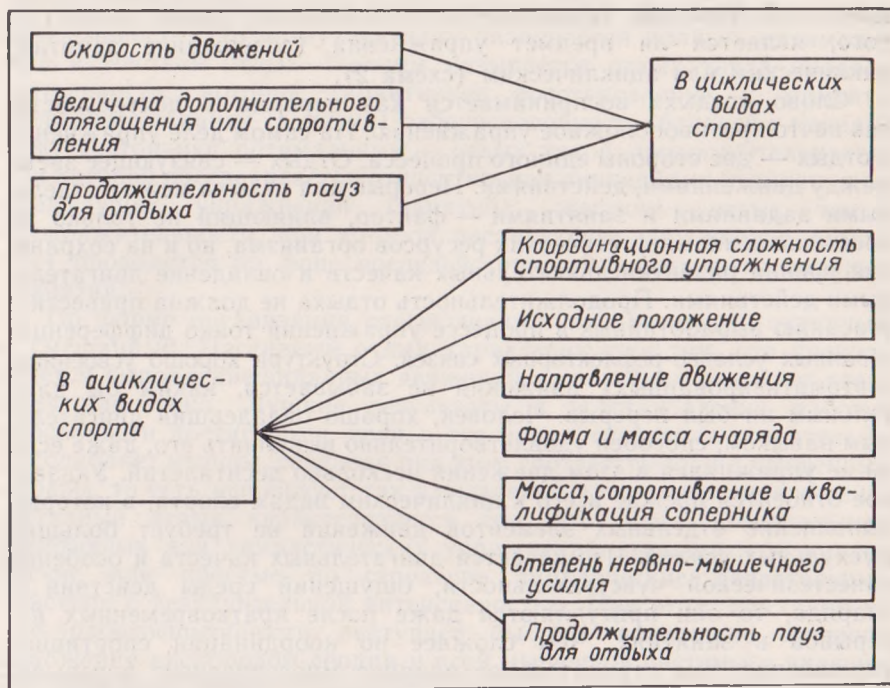 Скорость движений
Величина дополнительного
отягощения или сопротив-
ления
Продолжительность пауз
для отдыха
В циклических
видах
спорта
В ацикличес-
ких видах
спорта
Координационная сложность
спортивного упражнения
Исходное положение
Направление движения
Форма и масса снаряда
Масса, сопротивление и ква-
лификация соперника
Степень нервно-мышечного
усилия
Продолжительность пауз
для отдыха